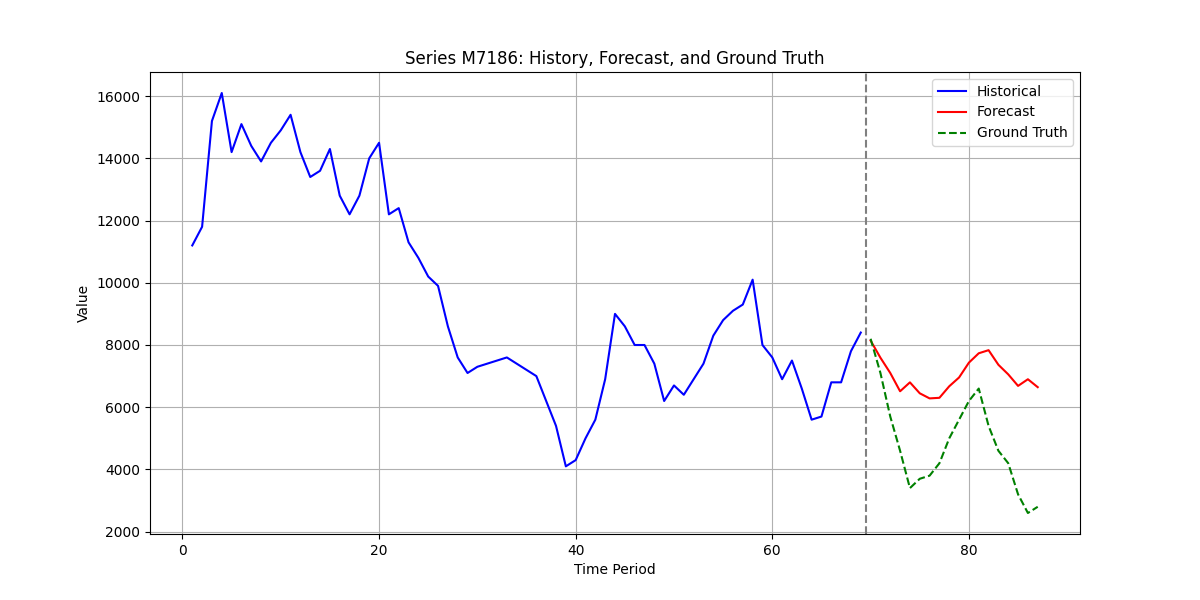 Series M7186: History, Forecast, and Ground Truth
Historical
Forecast
Ground Truth
Value
16000
14000
12000
10000
8000
6000
4000
2000
0 20 40 60 80
Time Period